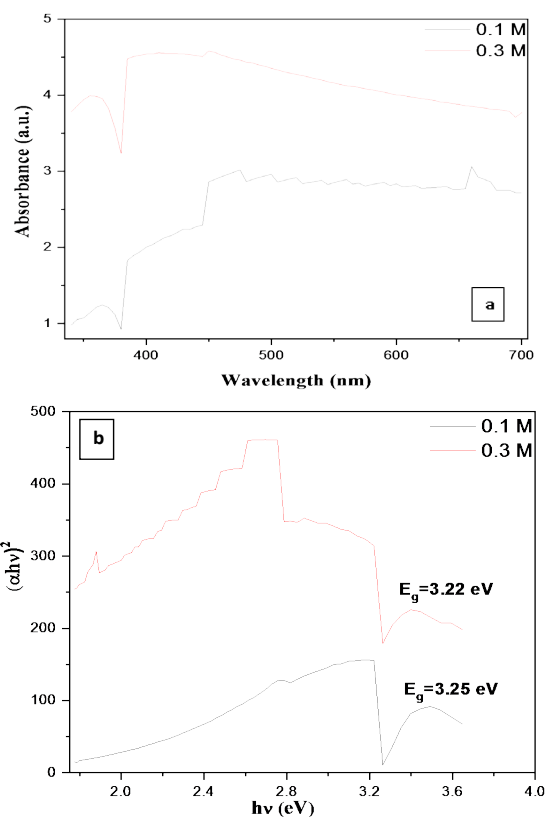 5
4
3
2
1
Absorbance (a.u.)
0.1 M
0.3 M
a
400
500
600
700
Wavelength (nm)
500
400
300
200
100
0
(αhν)²
b
0.1 M
0.3 M
Eg=3.22 eV
Eg=3.25 eV
2.0
2.4
2.8
3.2
3.6
4.0
hν (eV)